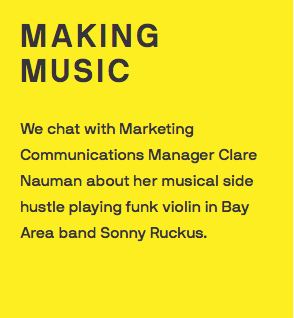 MAKING
MUSIC
We chat with Marketing
Communications Manager Clare
Nauman about her musical side
hustle playing funk violin in Bay
Area band Sonny Ruckus.